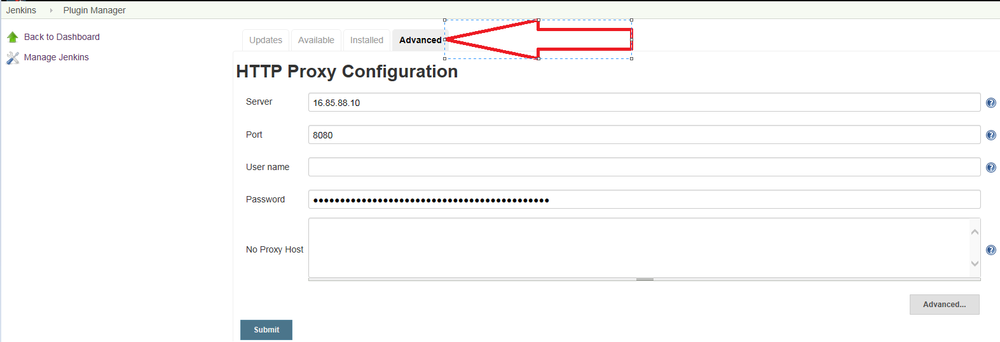 Jenkins Plugin Manager
Back to Dashboard
Manage Jenkins
Updates Available Installed Advanced
HTTP Proxy Configuration
Server 16.85.88.10
Port 8080
User name
Password ●●●●●●●●●●●●●●●●●●●●●●●●●●●●●●●●●●●●●●●●●●●●
No Proxy Host
Advanced...
Submit